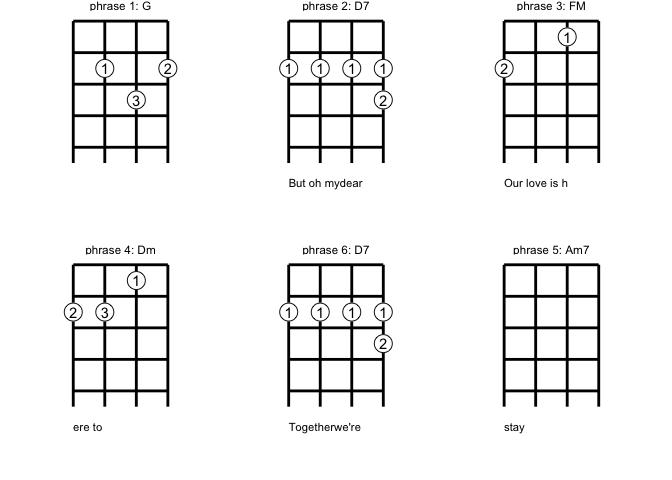 phrase 1: G
phrase 2: D7
phrase 3: FM
1
1
2
1
1
1
1
2
3
2
But oh mydear
Our love is h
phrase 4: Dm
phrase 6: D7
phrase 5: Am7
1
2
3
1
1
1
1
2
ere to
Togetherwe're
stay